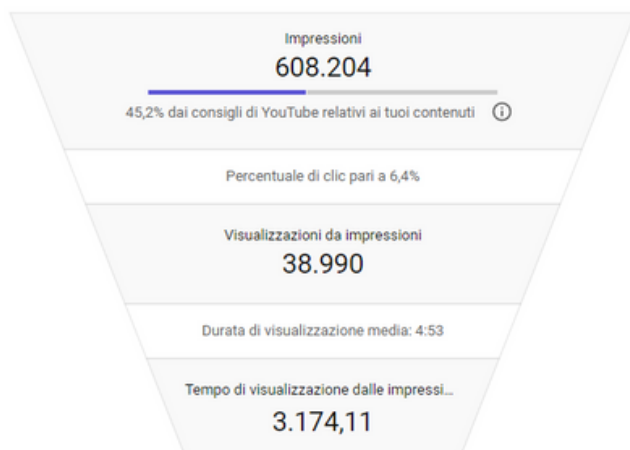 Impressioni
608.204
45,2% dai consigli di YouTube relativi ai tuoi contenuti
Percentuale di clic pari a 6,4%
Visualizzazioni da impressioni
38.990
Durata di visualizzazione media: 4:53
Tempo di visualizzazione dalle impressi...
3.174,11